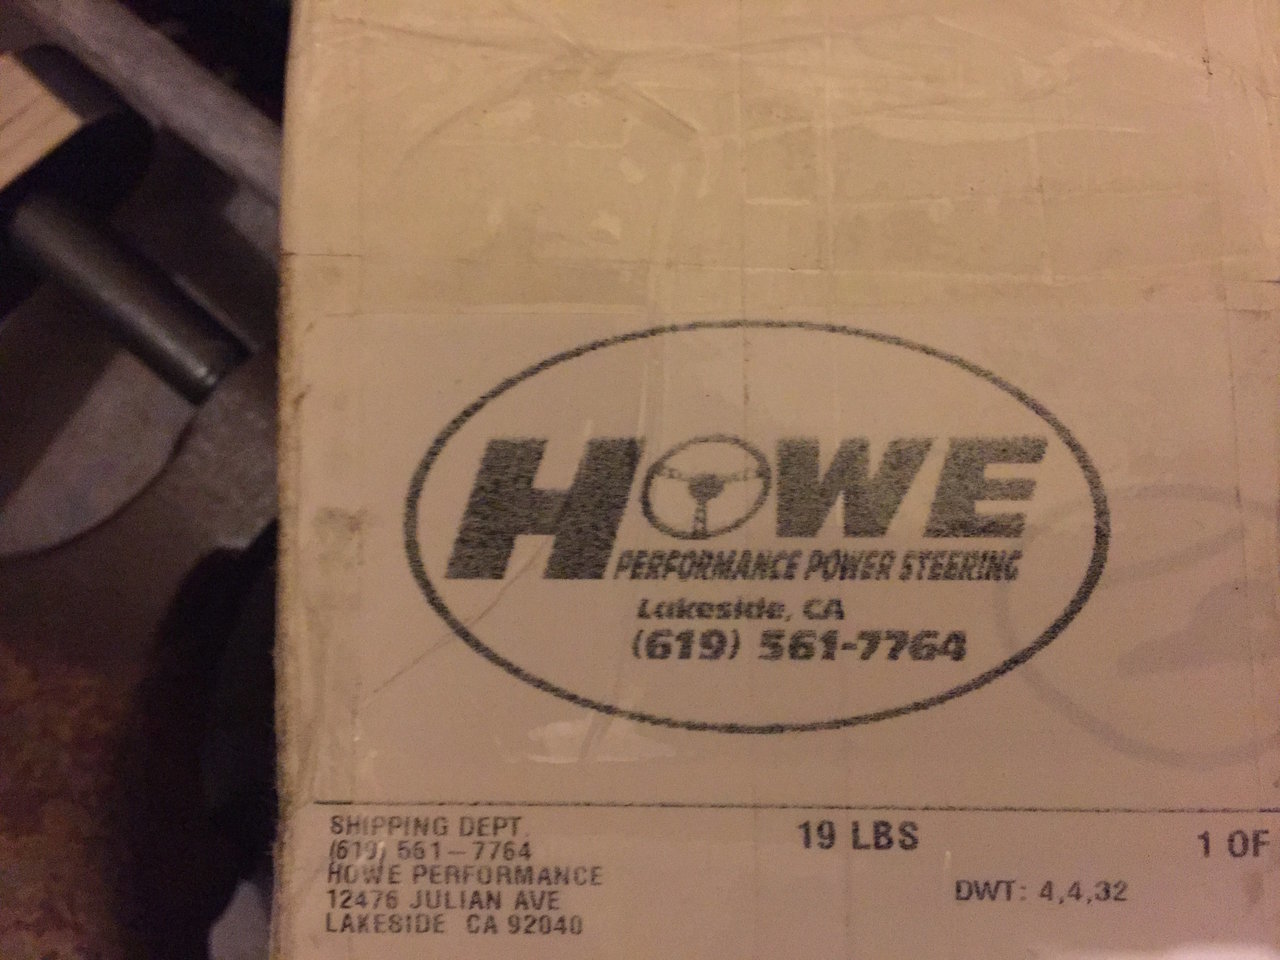 HOWE
PERFORMANCE POWER STEERING
Lakeside, CA
(619) 561-7764
SHIPPING DEPT.
(619) 561-7764
HOWE PERFORMANCE
12476 JULIAN AVE
LAKESIDE CA 92040
19 LBS
1 OF
DWT: 4,4,32